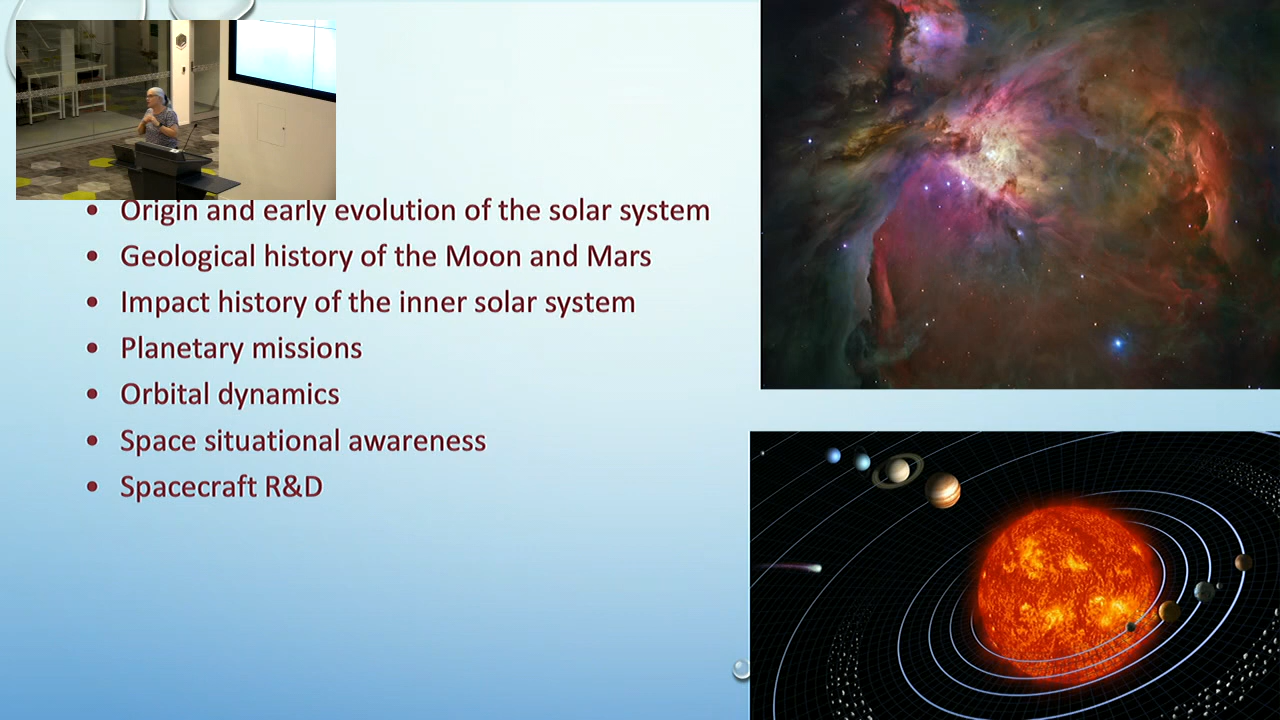 • Origin and early evolution of the solar system
• Geological history of the Moon and Mars
• Impact history of the inner solar system
• Planetary missions
• Orbital dynamics
• Space situational awareness
• Spacecraft R&D